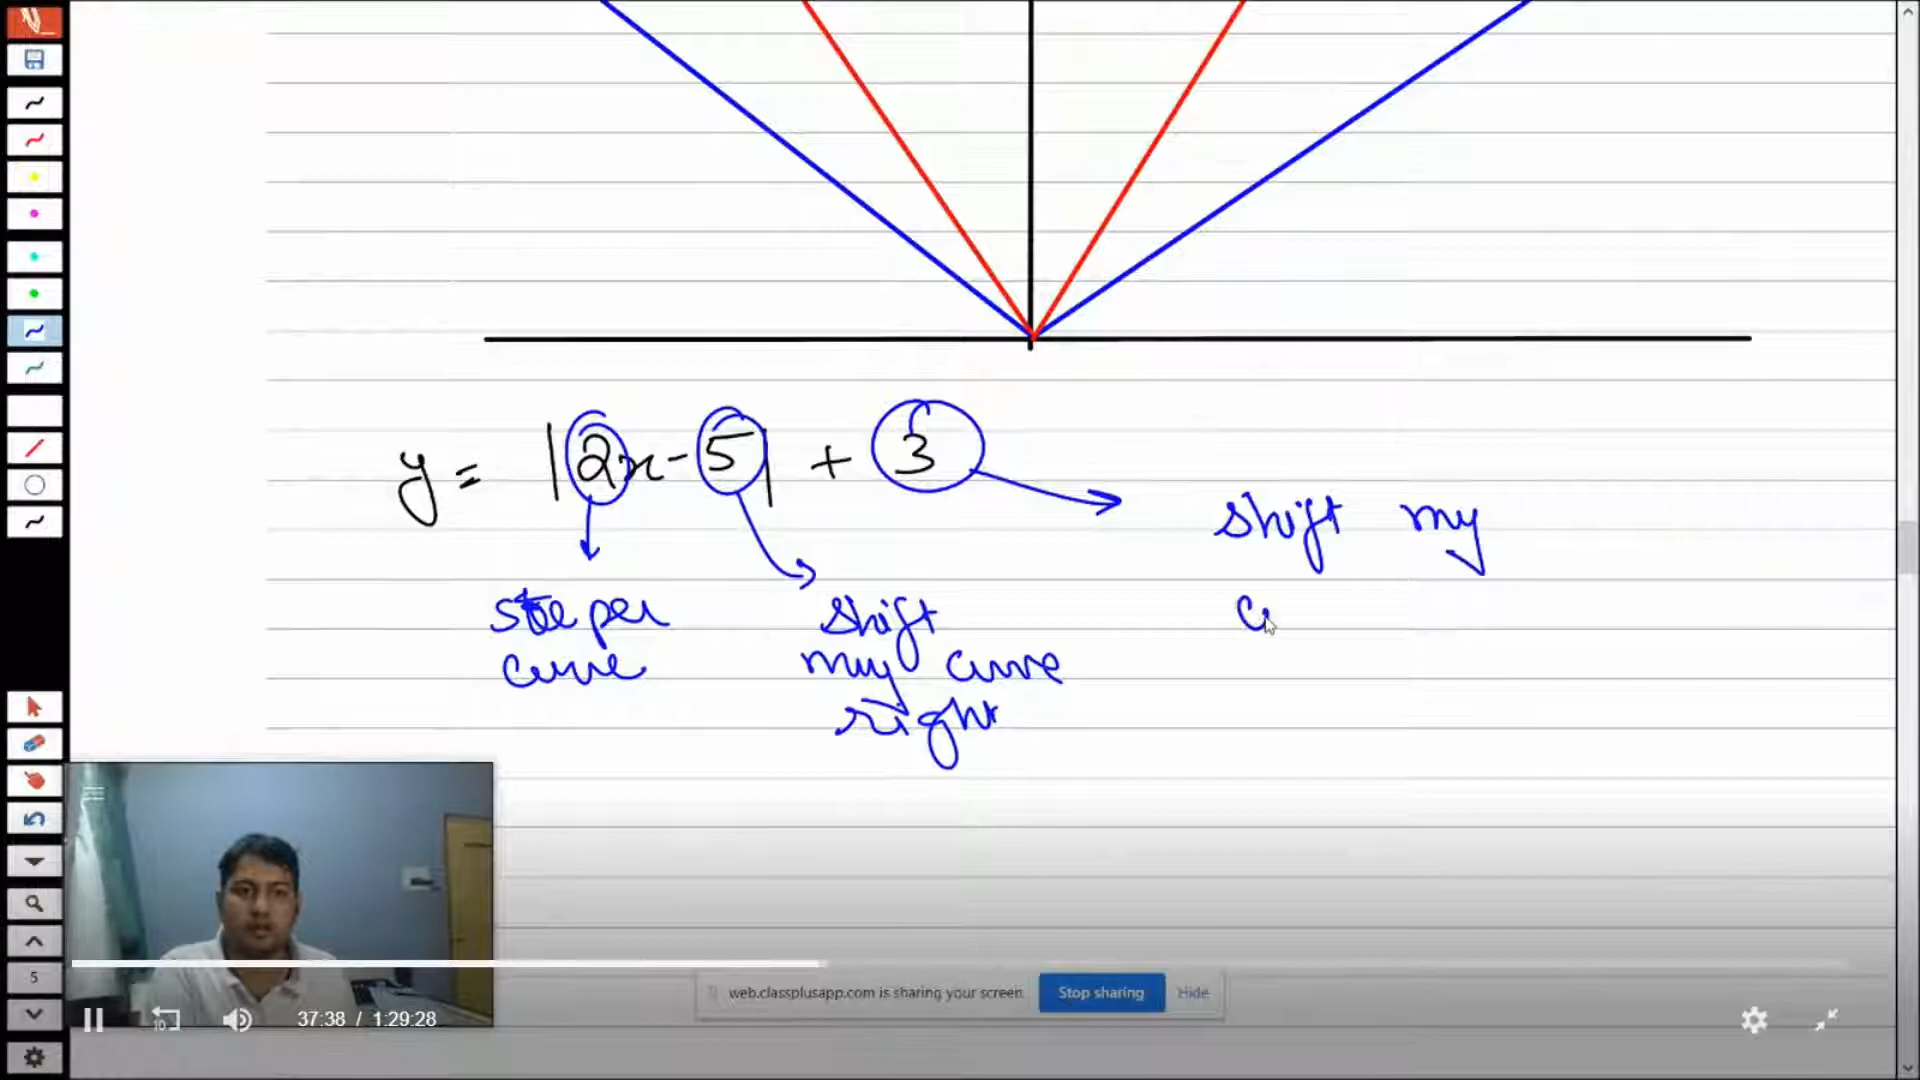 y = |2x - 5| + 3
shift my
c
steeper
curve
shift
my curve
right
5
10
37:38 / 1:29:28
web.classplusapp.com is sharing your screen
Stop sharing
Hide